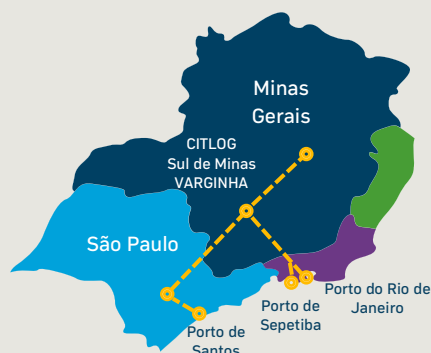 Minas
Gerais
CITLOG
Sul de Minas
VARGINHA
São Paulo
Porto do Rio de
Janeiro
Porto de
Sepetiba
Porto de
Santos